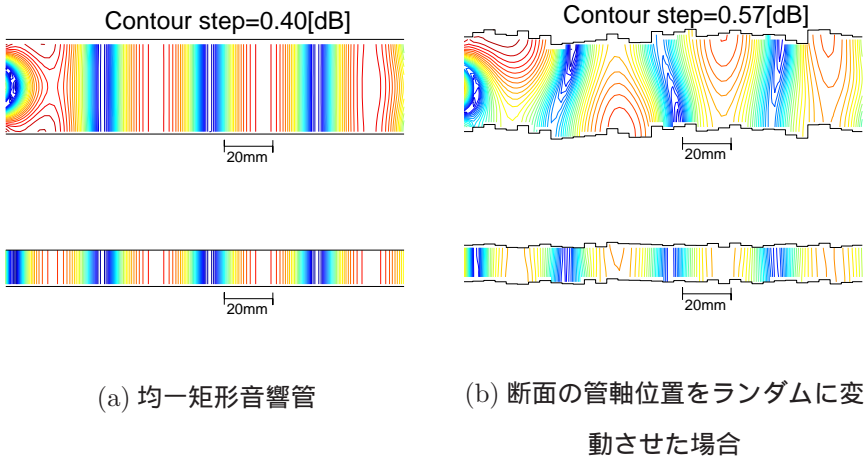 Contour step=0.40[dB]
20mm
20mm
(a) 均一矩形音響管
Contour step=0.57[dB]
20mm
20mm
(b) 断面の管軸位置をランダムに変
動させた場合